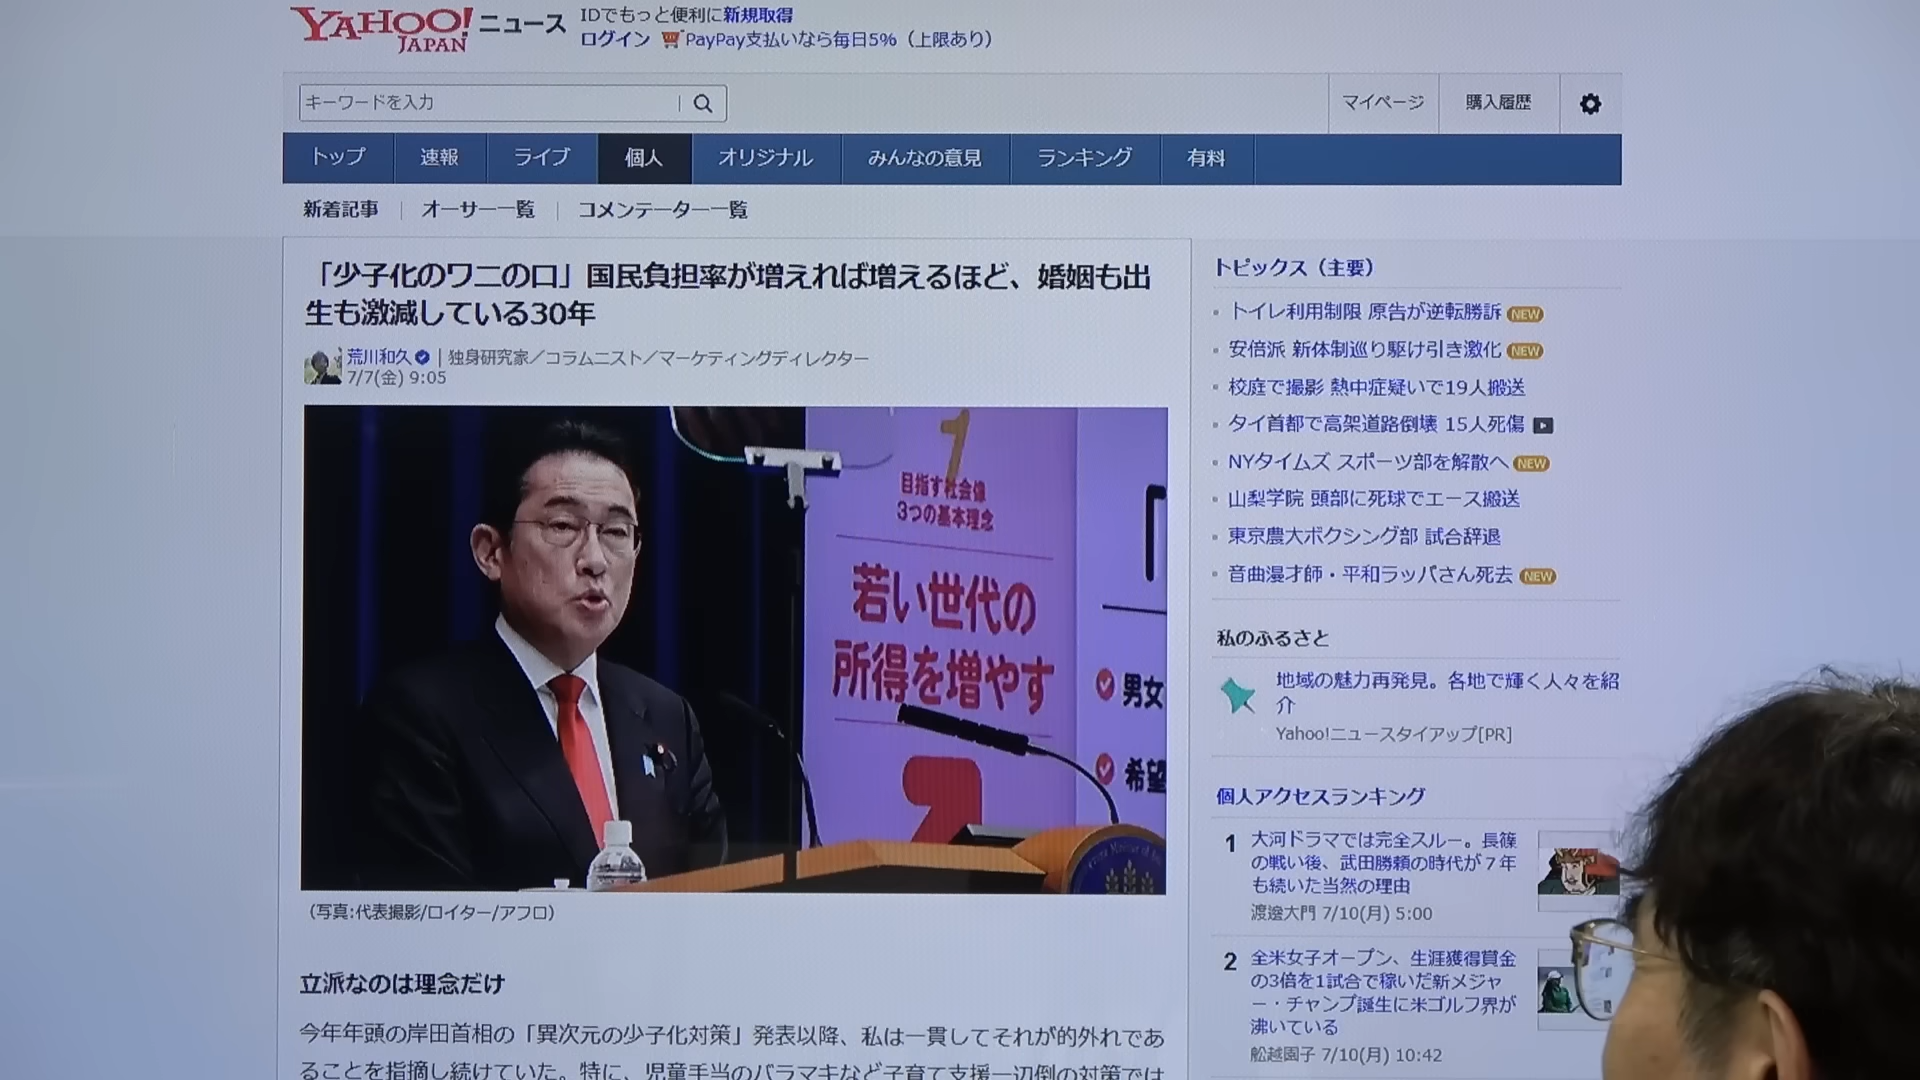 YAHOO! JAPAN ニュース
IDでもっと便利に新規取得
ログイン PayPay支払いなら毎日5%（上限あり）
キーワードを入力
マイページ
購入履歴
トップ
速報
ライブ
個人
オリジナル
みんなの意見
ランキング
有料
新着記事
オーサー一覧
コメンテーター一覧
「少子化のワニの口」国民負担率が増えれば増えるほど、婚姻も出
生も激減している30年
荒川和久 | 独身研究家／コラムニスト／マーケティングディレクター
7/7(金) 9:05
1
目指す社会像
3つの基本理念
若い世代の
所得を増やす
男女
希望
（写真:代表撮影/ロイター/アフロ）
立派なのは理念だけ
今年年頭の岸田首相の「異次元の少子化対策」発表以降、私は一貫してそれが的外れであ
ることを指摘し続けていた。特に、児童手当のバラマキなど子育て支援一辺倒の対策では
トピックス（主要）
トイレ利用制限 原告が逆転勝訴 NEW
安倍派 新体制巡り駆け引き激化 NEW
校庭で撮影 熱中症疑いで19人搬送
タイ首都で高架道路倒壊 15人死傷
NYタイムズ スポーツ部を解散へ NEW
山梨学院 頭部に死球でエース搬送
東京農大ボクシング部 試合辞退
音曲漫才師・平和ラッパさん死去 NEW
私のふるさと
地域の魅力再発見。各地で輝く人々を紹
介
Yahoo!ニュースタイアップ[PR]
個人アクセスランキング
1 大河ドラマでは完全スルー。長篠
の戦い後、武田勝頼の時代が７年
も続いた当然の理由
渡邊大門 7/10(月) 5:00
2 全米女子オープン、生涯獲得賞金
の3倍を1試合で稼いだ新メジャ
ー・チャンプ誕生に米ゴルフ界が
沸いている
舩越園子 7/10(月) 10:42